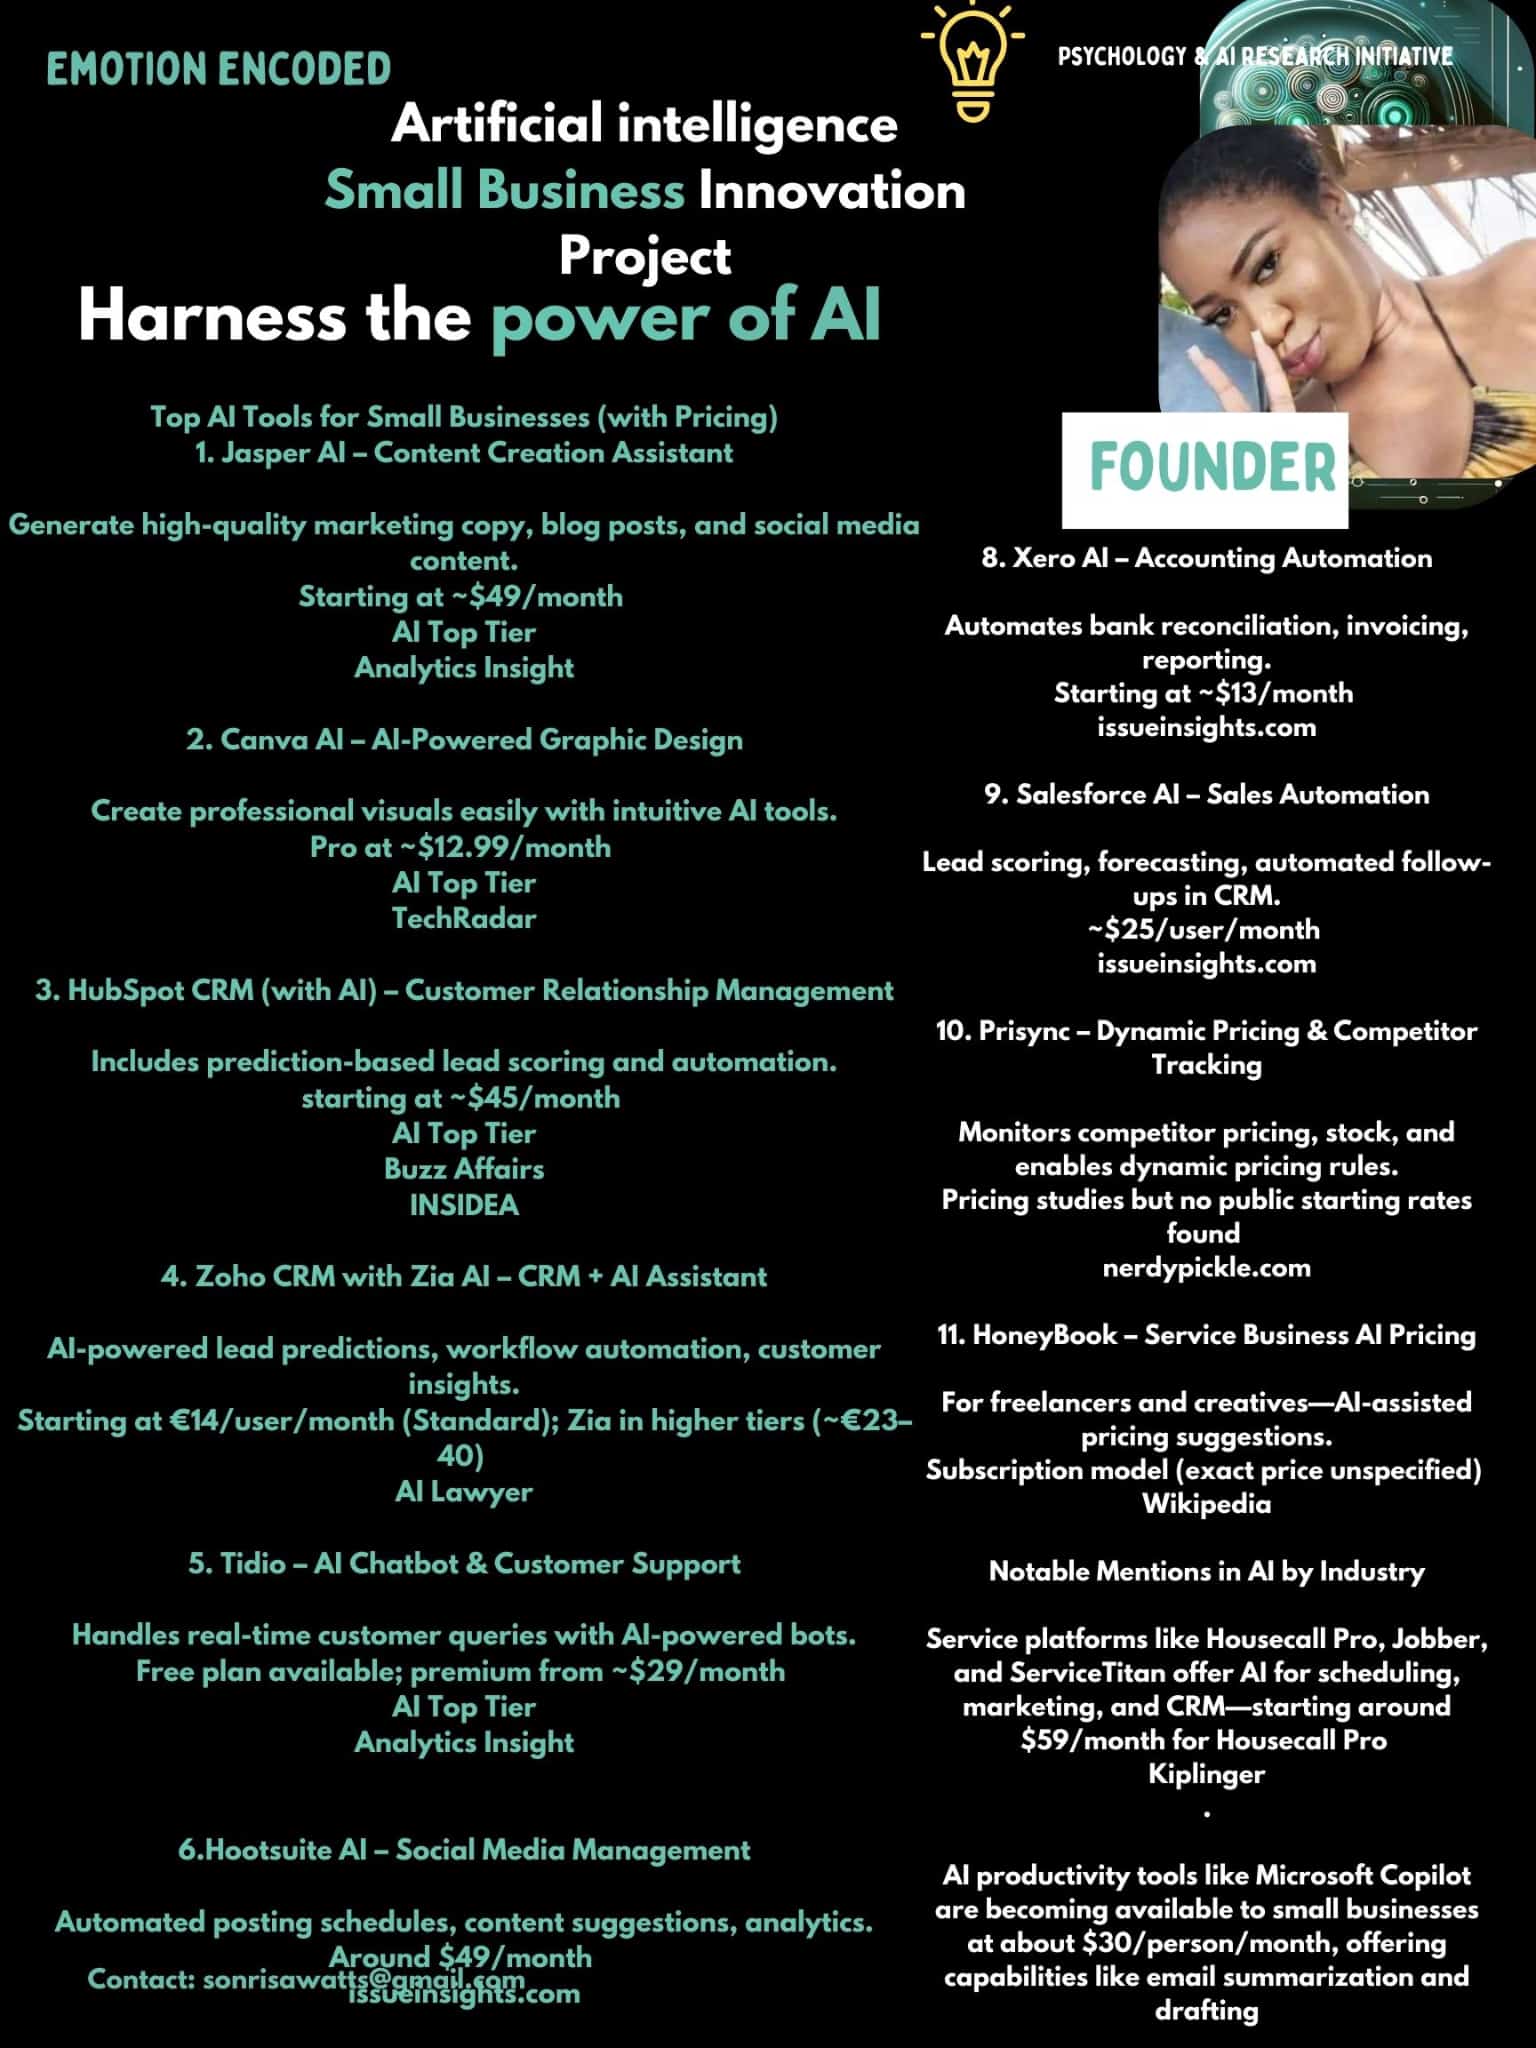 EMOTION ENCODED
PSYCHOLOGY & AI RESEARCH INITIATIVE
Artificial intelligence
Small Business Innovation
Project
Harness the power of AI
FOUNDER
Top AI Tools for Small Businesses (with Pricing)
1. Jasper AI – Content Creation Assistant
Generate high-quality marketing copy, blog posts, and social media
content.
Starting at ~$49/month
AI Top Tier
Analytics Insight
2. Canva AI – AI-Powered Graphic Design
Create professional visuals easily with intuitive AI tools.
Pro at ~$12.99/month
AI Top Tier
TechRadar
3. HubSpot CRM (with AI) – Customer Relationship Management
Includes prediction-based lead scoring and automation.
starting at ~$45/month
AI Top Tier
Buzz Affairs
INSIDEA
4. Zoho CRM with Zia AI – CRM + AI Assistant
AI-powered lead predictions, workflow automation, customer
insights.
Starting at €14/user/month (Standard); Zia in higher tiers (~€23–
40)
AI Lawyer
5. Tidio – AI Chatbot & Customer Support
Handles real-time customer queries with AI-powered bots.
Free plan available; premium from ~$29/month
AI Top Tier
Analytics Insight
6.Hootsuite AI – Social Media Management
Automated posting schedules, content suggestions, analytics.
Around $49/month
Contact: sonrisawatts@gmail.com
issueinsights.com
8. Xero AI – Accounting Automation
Automates bank reconciliation, invoicing,
reporting.
Starting at ~$13/month
issueinsights.com
9. Salesforce AI – Sales Automation
Lead scoring, forecasting, automated follow-
ups in CRM.
~$25/user/month
issueinsights.com
10. Prisync – Dynamic Pricing & Competitor
Tracking
Monitors competitor pricing, stock, and
enables dynamic pricing rules.
Pricing studies but no public starting rates
found
nerdypickle.com
11. HoneyBook – Service Business AI Pricing
For freelancers and creatives—AI-assisted
pricing suggestions.
Subscription model (exact price unspecified)
Wikipedia
Notable Mentions in AI by Industry
Service platforms like Housecall Pro, Jobber,
and ServiceTitan offer AI for scheduling,
marketing, and CRM—starting around
$59/month for Housecall Pro
Kiplinger
.
AI productivity tools like Microsoft Copilot
are becoming available to small businesses
at about $30/person/month, offering
capabilities like email summarization and
drafting